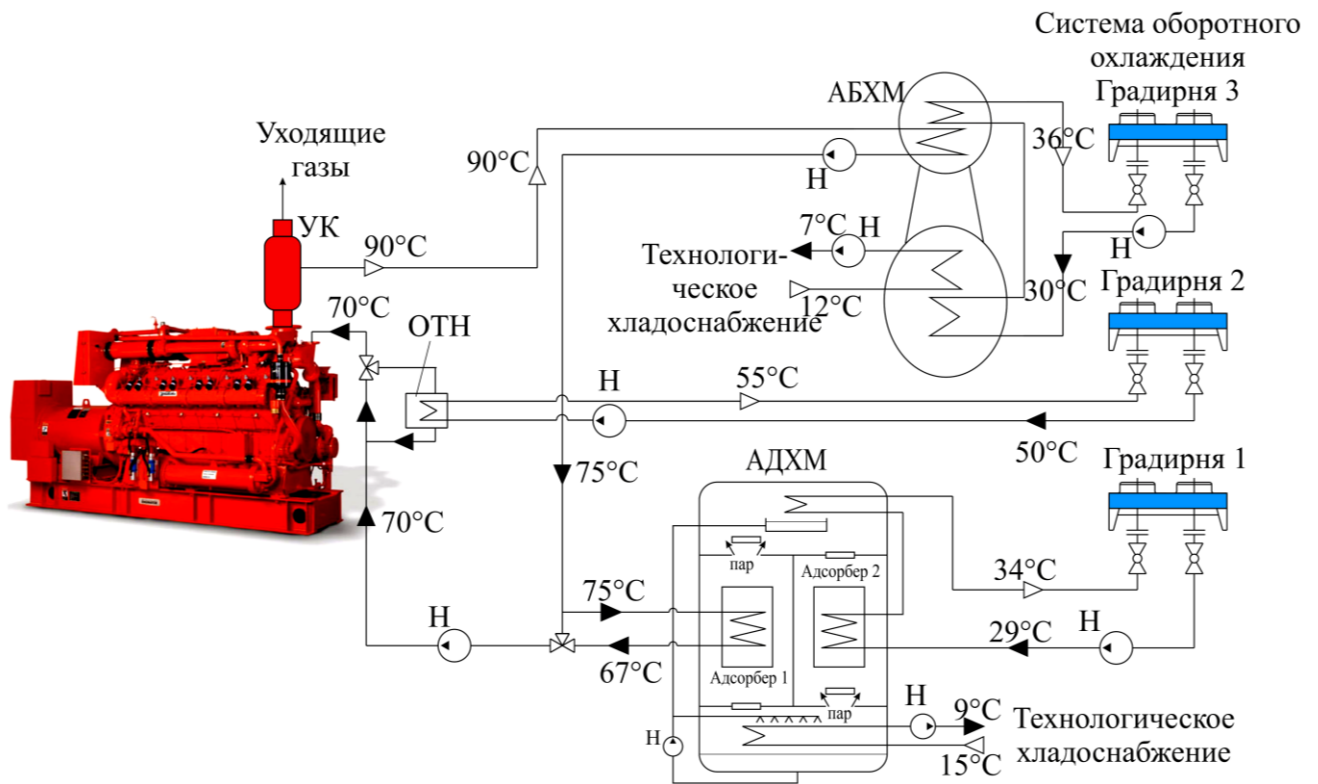 Система оборотного
охлаждения
Градирня 3
АБХМ
Уходящие
газы
36°C
90°C
Н
УК
7°C
Н
Н
90°C
Технологи-
ческое
хладоснабжение
12°C
30°C
Градирня 2
70°C
ОТН
Н
55°C
50°C
75°C
АДХМ
Градирня 1
70°C
пар
Адсорбер 2
34°C
75°C
Н
29°C
Н
67°C
Адсорбер 1
Н
9°C
пар
Н
Технологическое
хладоснабжение
15°C